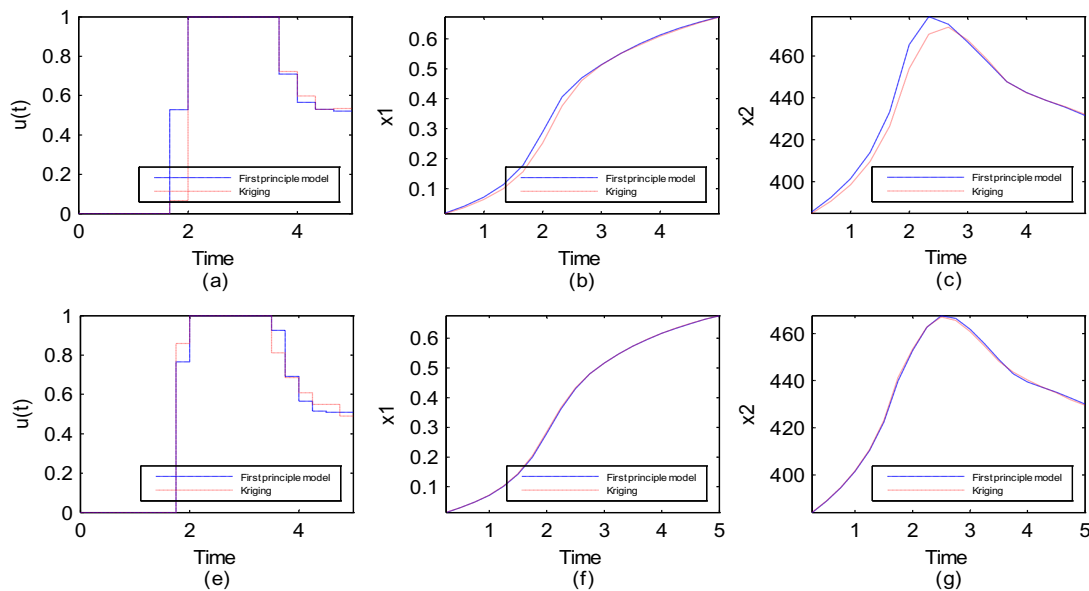 1
0.8
0.6
0.4
0.2
0
u(t)
First principle model
Kriging
0 2 4
Time
(a)
0.6
0.5
0.4
0.3
0.2
0.1
x1
First principle model
Kriging
1 2 3 4
Time
(b)
460
440
420
400
x2
First principle model
Kriging
1 2 3 4 5
Time
(c)
1
0.8
0.6
0.4
0.2
0
u(t)
First principle model
Kriging
0 2 4
Time
(e)
0.6
0.5
0.4
0.3
0.2
0.1
x1
First principle model
Kriging
1 2 3 4 5
Time
(f)
460
440
420
400
x2
First principle model
Kriging
1 2 3 4 5
Time
(g)